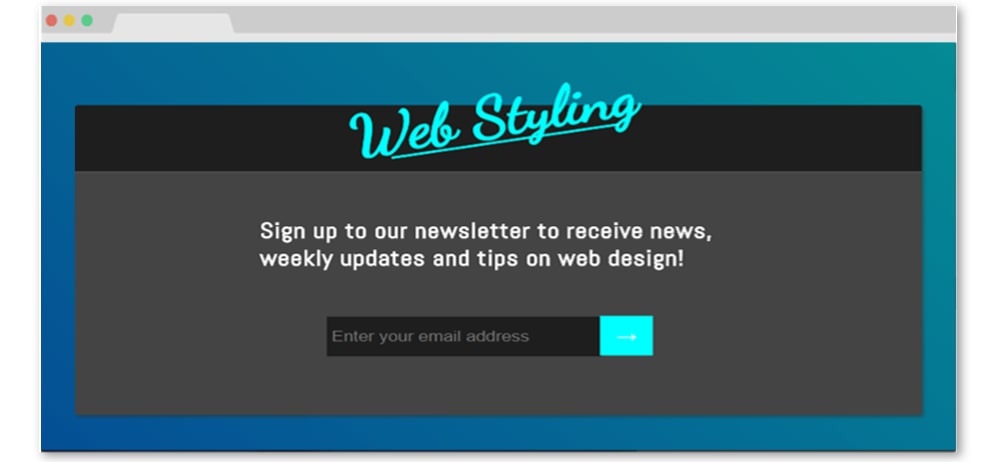 Web Styling
Sign up to our newsletter to receive news,
weekly updates and tips on web design!
Enter your email address →